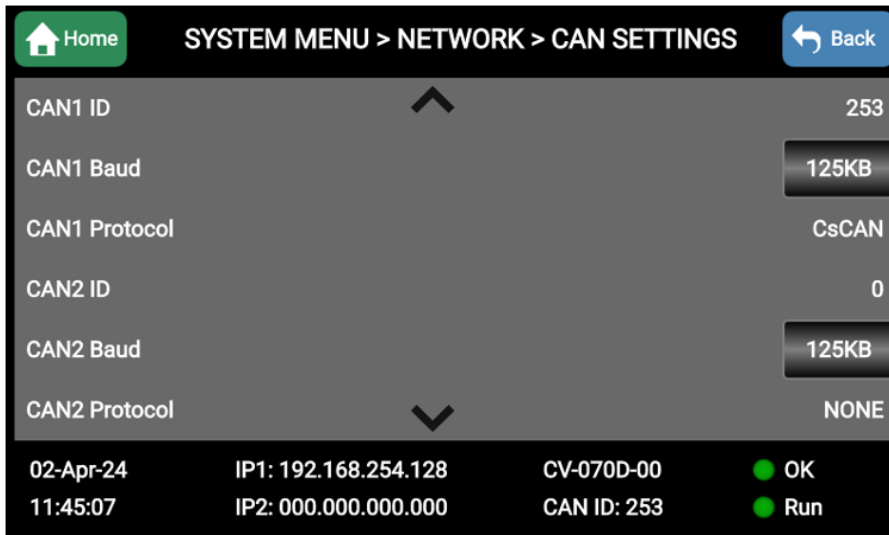 Home SYSTEM MENU > NETWORK > CAN SETTINGS Back
CAN1 ID 253
CAN1 Baud 125KB
CAN1 Protocol CsCAN
CAN2 ID 0
CAN2 Baud 125KB
CAN2 Protocol NONE
02-Apr-24 IP1: 192.168.254.128 CV-070D-00 OK
11:45:07 IP2: 000.000.000.000 CAN ID: 253 Run